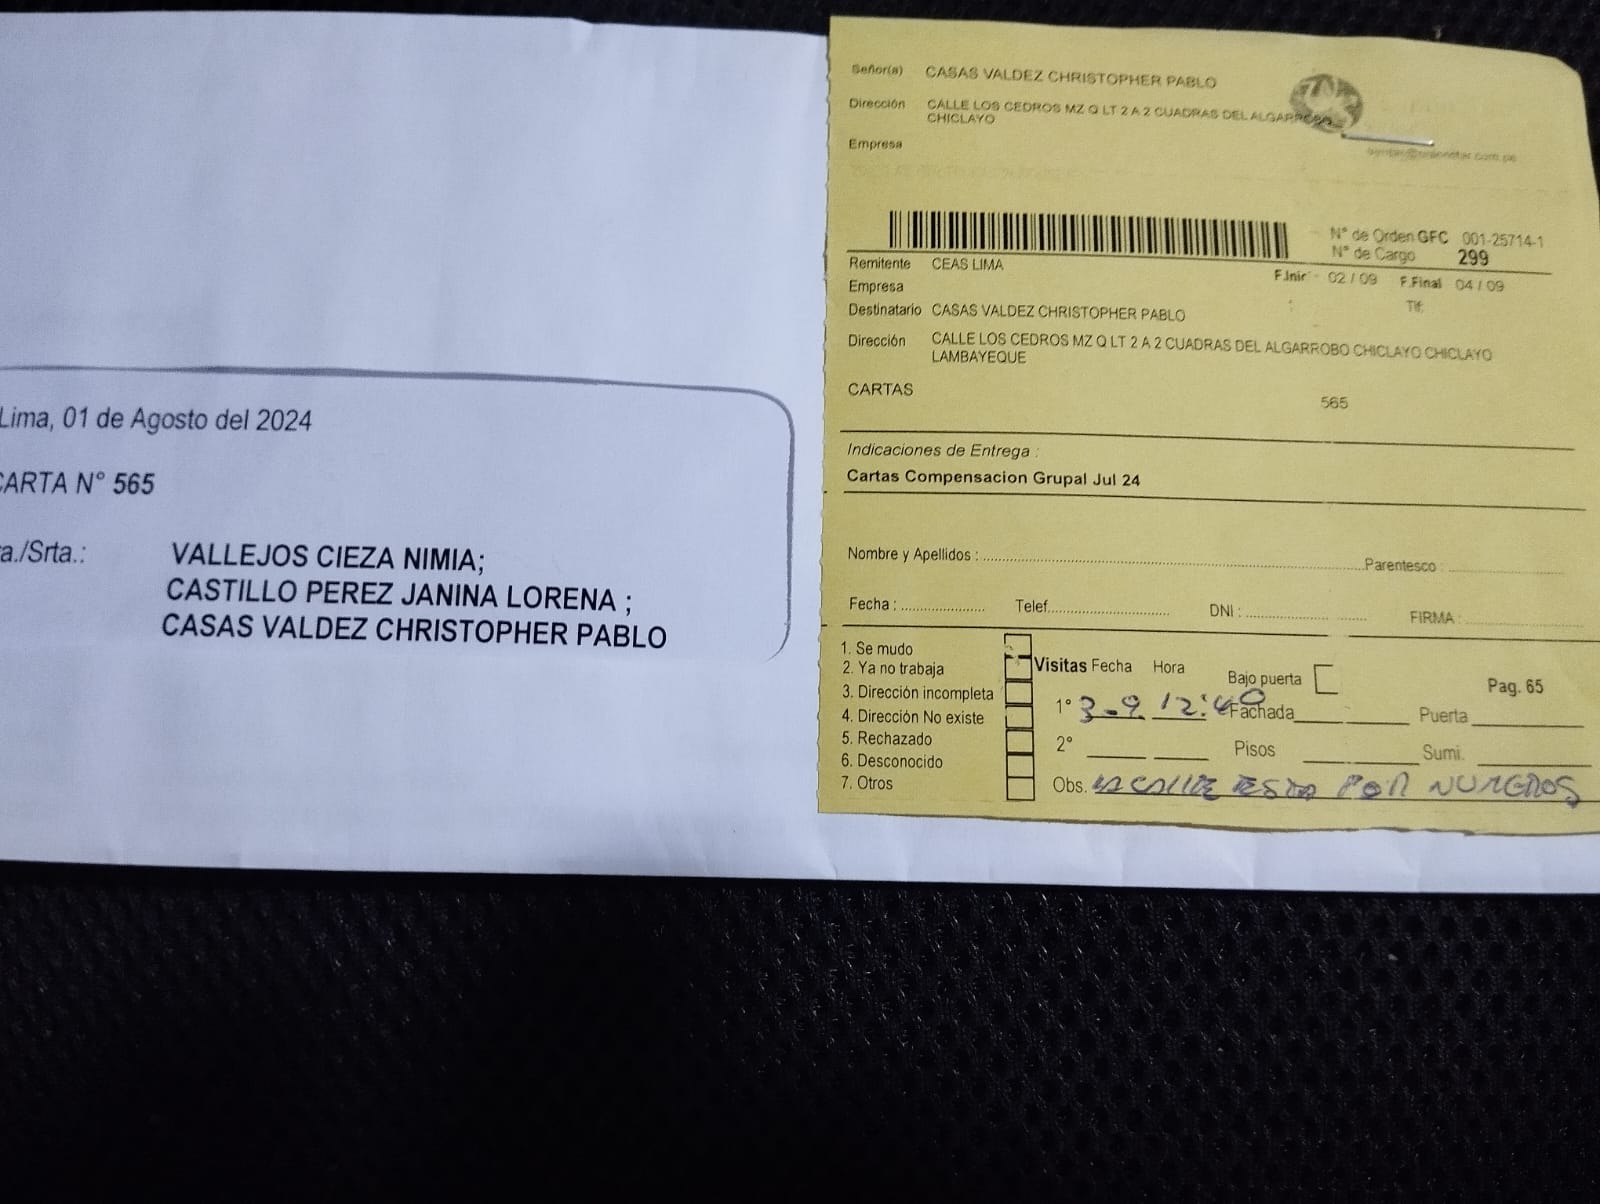 Lima, 01 de Agosto del 2024
CARTA N° 565
a./Srta.:
VALLEJOS CIEZA NIMIA;
CASTILLO PEREZ JANINA LORENA ;
CASAS VALDEZ CHRISTOPHER PABLO
Señor(a) CASAS VALDEZ CHRISTOPHER PABLO
Dirección CALLE LOS CEDROS MZ Q LT 2 A 2 CUADRAS DEL ALGARROBO
CHICLAYO
Empresa
N° de Orden GFC 001-25714-1
N° de Cargo 299
Remitente CEAS LIMA
F.Inic 02 / 09 F.Final 04 / 09
Empresa
Tlf:
Destinatario CASAS VALDEZ CHRISTOPHER PABLO
Dirección CALLE LOS CEDROS MZ Q LT 2 A 2 CUADRAS DEL ALGARROBO CHICLAYO CHICLAYO
LAMBAYEQUE
CARTAS
565
Indicaciones de Entrega :
Cartas Compensacion Grupal Jul 24
Nombre y Apellidos : Parentesco :
Fecha : Telef. DNI : FIRMA :
1. Se mudo
2. Ya no trabaja
3. Dirección incompleta
4. Dirección No existe
5. Rechazado
6. Desconocido
7. Otros
Visitas Fecha Hora Bajo puerta Pag. 65
1° 3-9 12:40 Fachada Puerta
2° Pisos Sumi.
Obs. LA CALLE ESTA POR NUMEROS